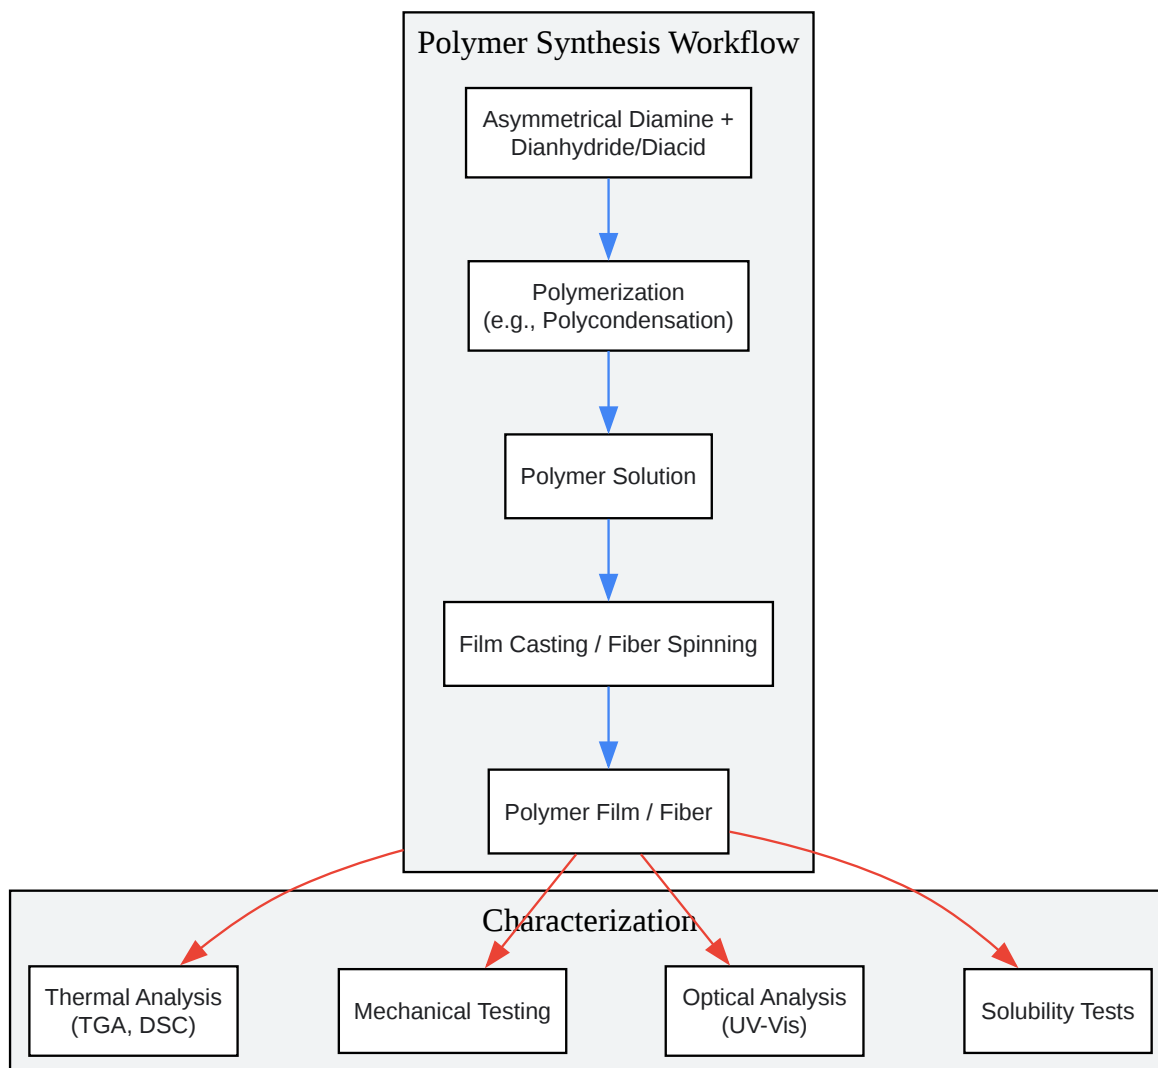 Polymer Synthesis Workflow
Asymmetrical Diamine +
Dianhydride/Diacid
Polymerization
(e.g., Polycondensation)
Polymer Solution
Film Casting / Fiber Spinning
Polymer Film / Fiber
Characterization
Thermal Analysis
(TGA, DSC)
Mechanical Testing
Optical Analysis
(UV-Vis)
Solubility Tests